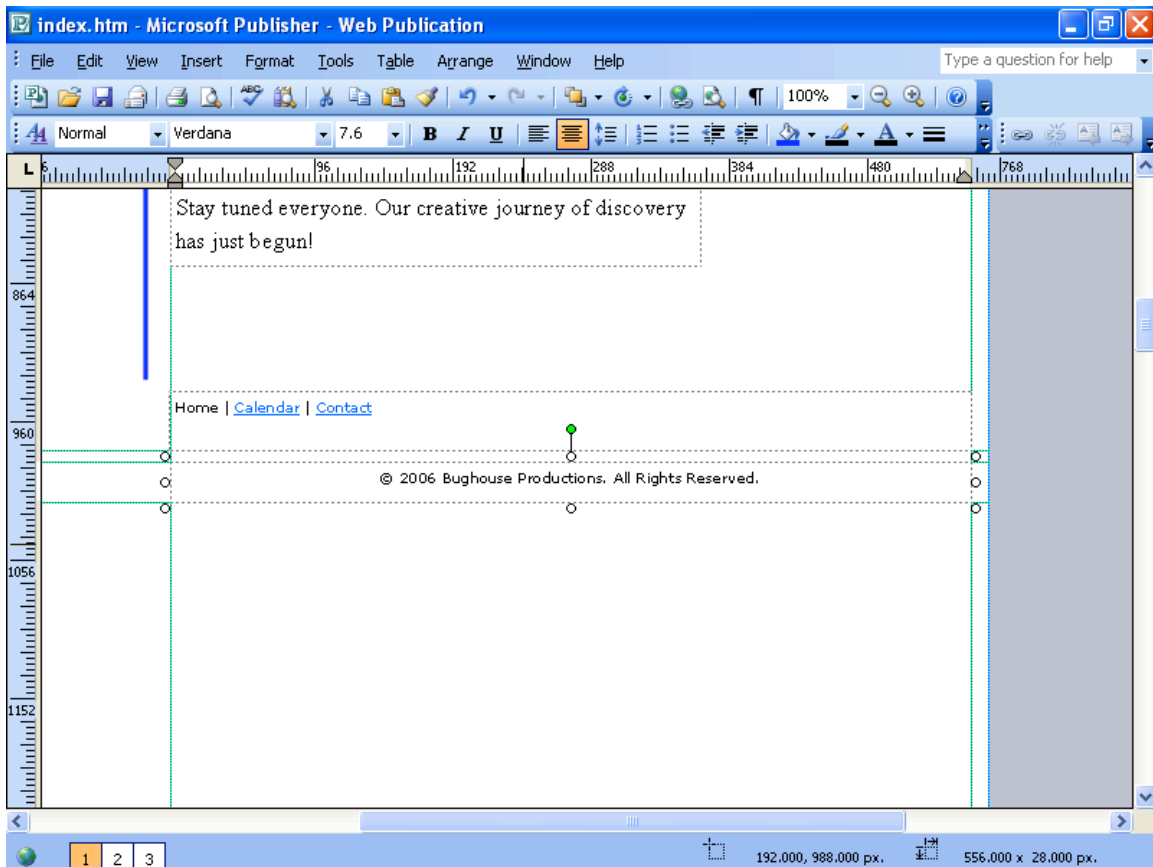 index.htm - Microsoft Publisher - Web Publication
File Edit View Insert Format Tools Table Arrange Window Help Type a question for help
ABC 100%
Normal Verdana 7.6 B I U A
L 96 192 288 384 480 768
Stay tuned everyone. Our creative journey of discovery
has just begun!
864
Home | Calendar | Contact
960
© 2006 Bughouse Productions. All Rights Reserved.
1056
1152
1 2 3 192.000, 988.000 px. 556.000 x 28.000 px.